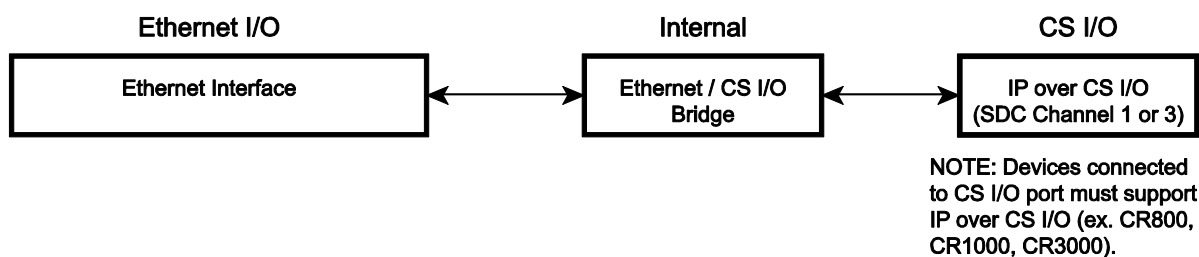 Ethernet I/O
Internal
CS I/O
Ethernet Interface
Ethernet / CS I/O
Bridge
IP over CS I/O
(SDC Channel 1 or 3)
NOTE: Devices connected
to CS I/O port must support
IP over CS I/O (ex. CR800,
CR1000, CR3000).